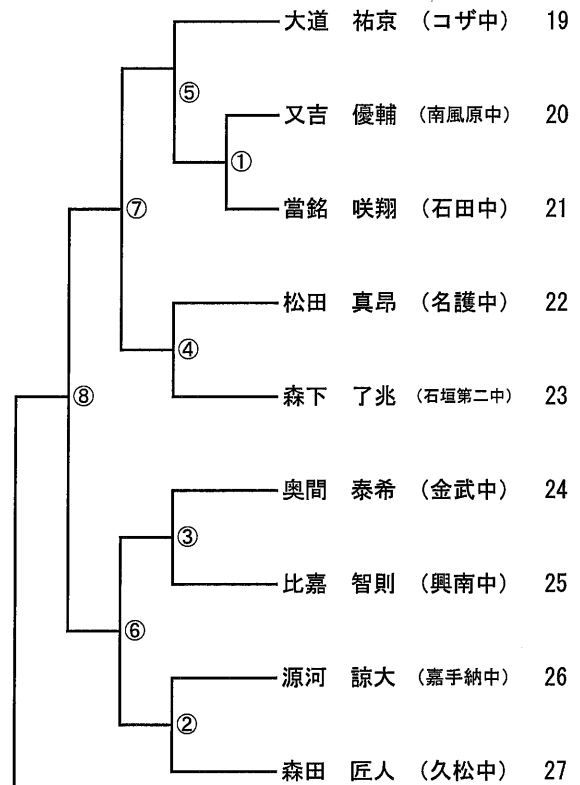 大道 祐京 (コザ中) 19
⑤
又吉 優輔 (南風原中) 20
①
⑦
當銘 咲翔 (石田中) 21
松田 真昂 (名護中) 22
④
⑧
森下 了兆 (石垣第二中) 23
奥間 泰希 (金武中) 24
③
比嘉 智則 (興南中) 25
⑥
源河 諒大 (嘉手納中) 26
②
森田 匠人 (久松中) 27